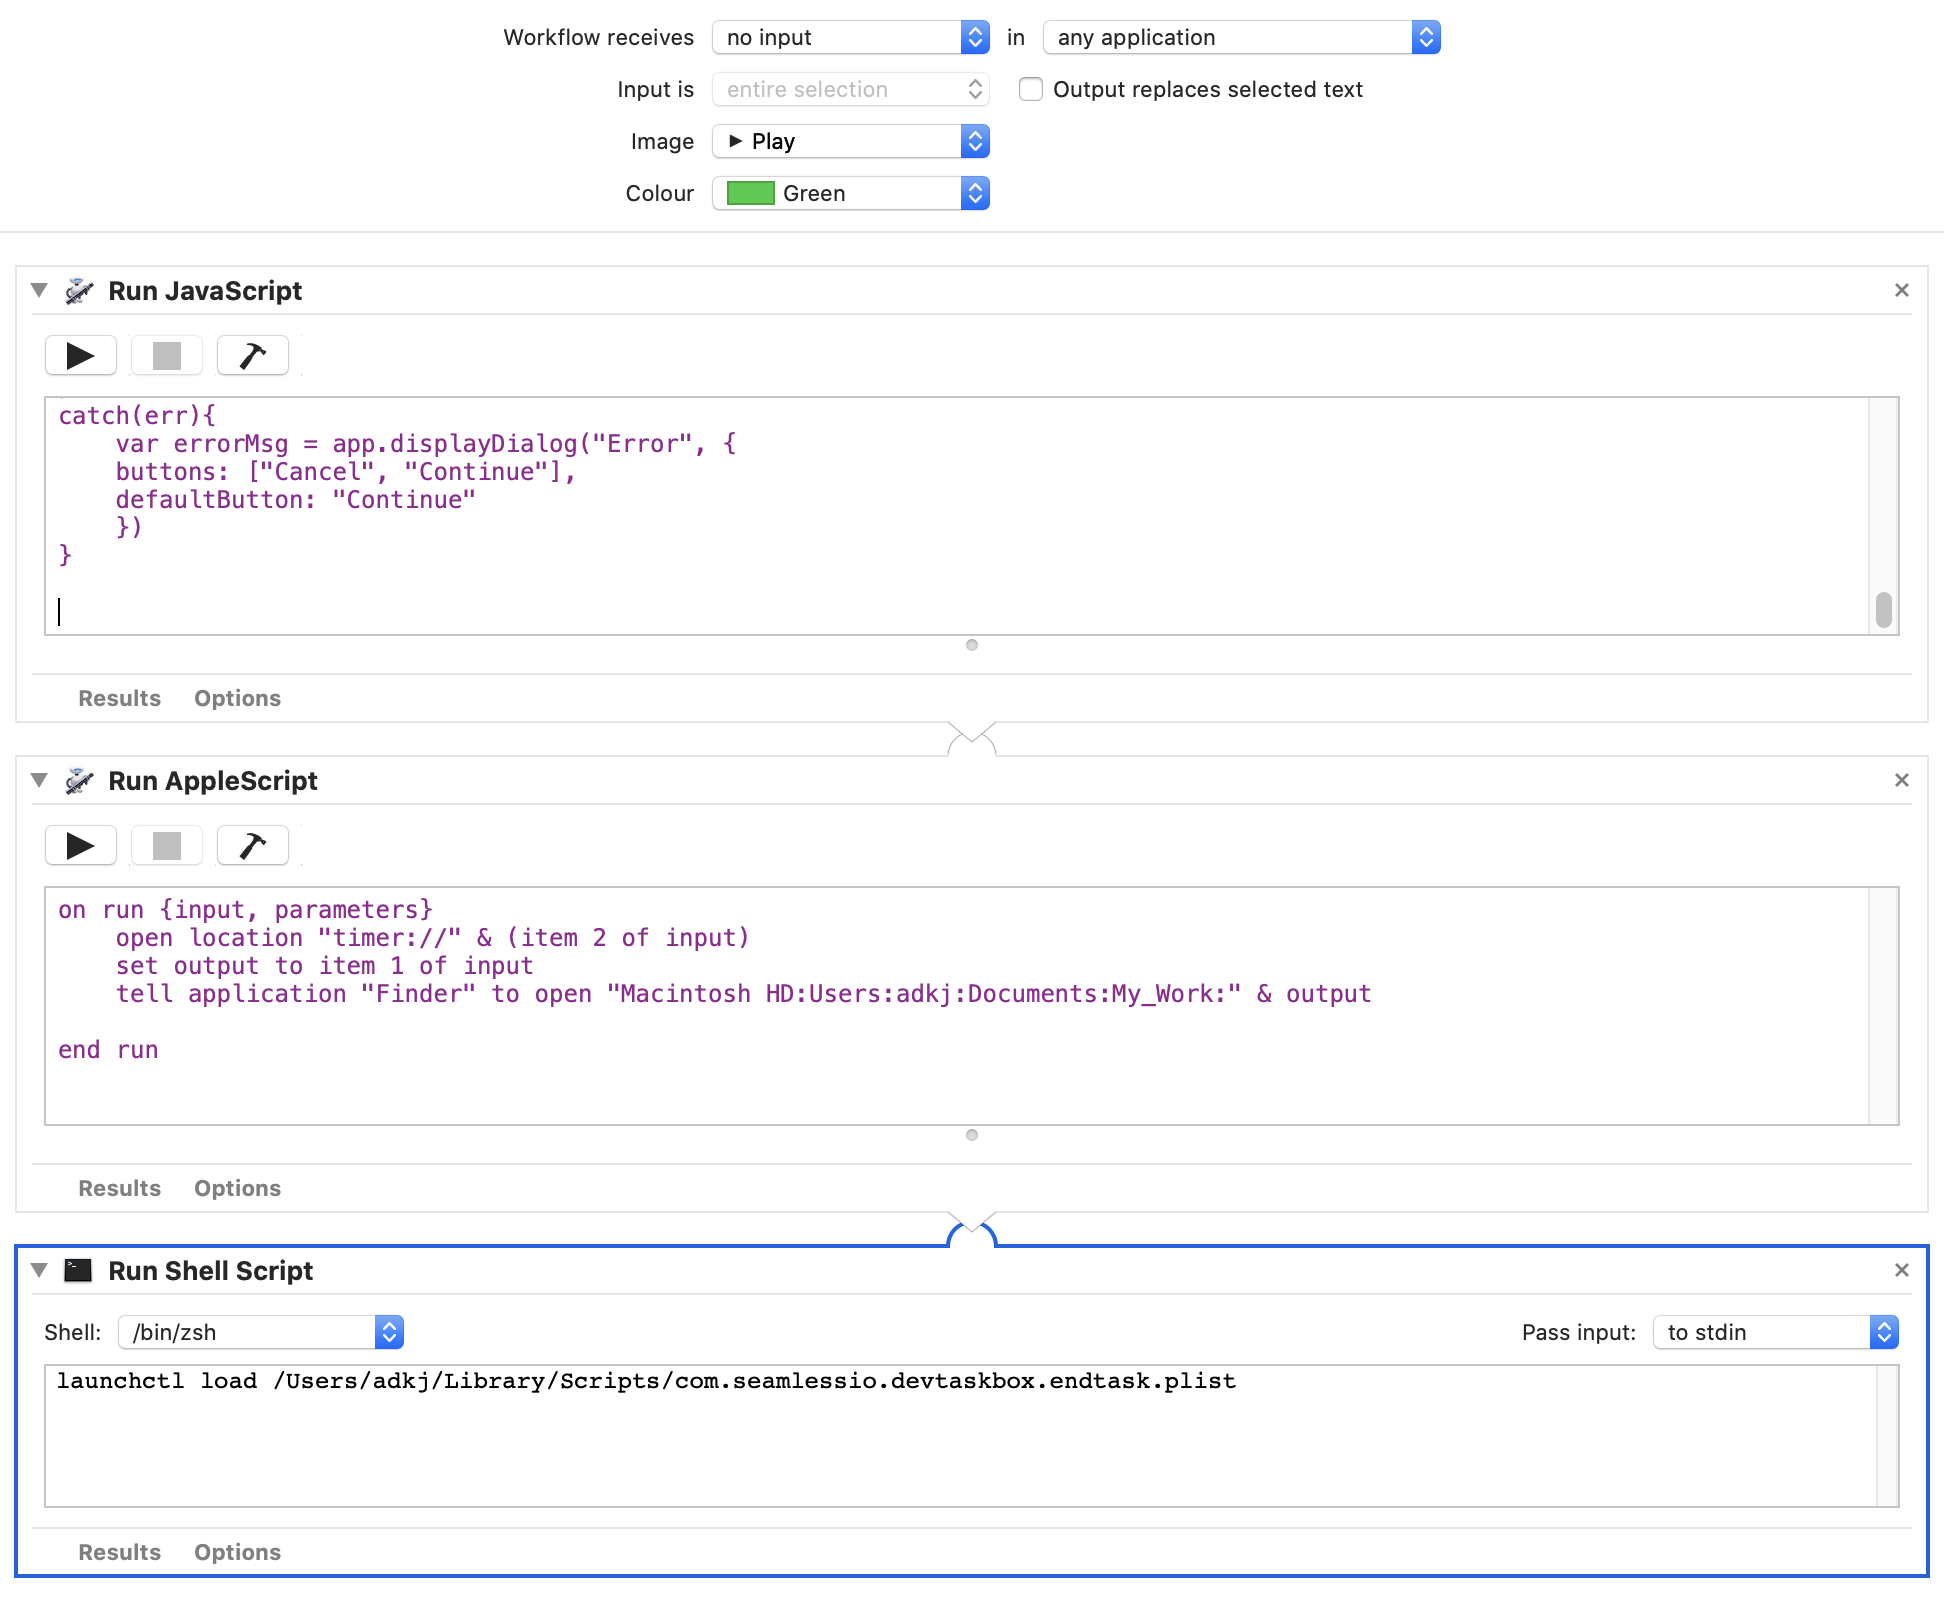 Workflow receives no input in any application
Input is entire selection Output replaces selected text
Image Play
Colour Green
Run JavaScript
catch(err){
    var errorMsg = app.displayDialog("Error", {
    buttons: ["Cancel", "Continue"],
    defaultButton: "Continue"
    })
}
Results Options
Run AppleScript
on run {input, parameters}
    open location "timer://" & (item 2 of input)
    set output to item 1 of input
    tell application "Finder" to open "Macintosh HD:Users:adkj:Documents:My_Work:" & output
end run
Results Options
Run Shell Script
Shell: /bin/zsh Pass input: to stdin
launchctl load /Users/adkj/Library/Scripts/com.seamlessio.devtaskbox.endtask.plist
Results Options